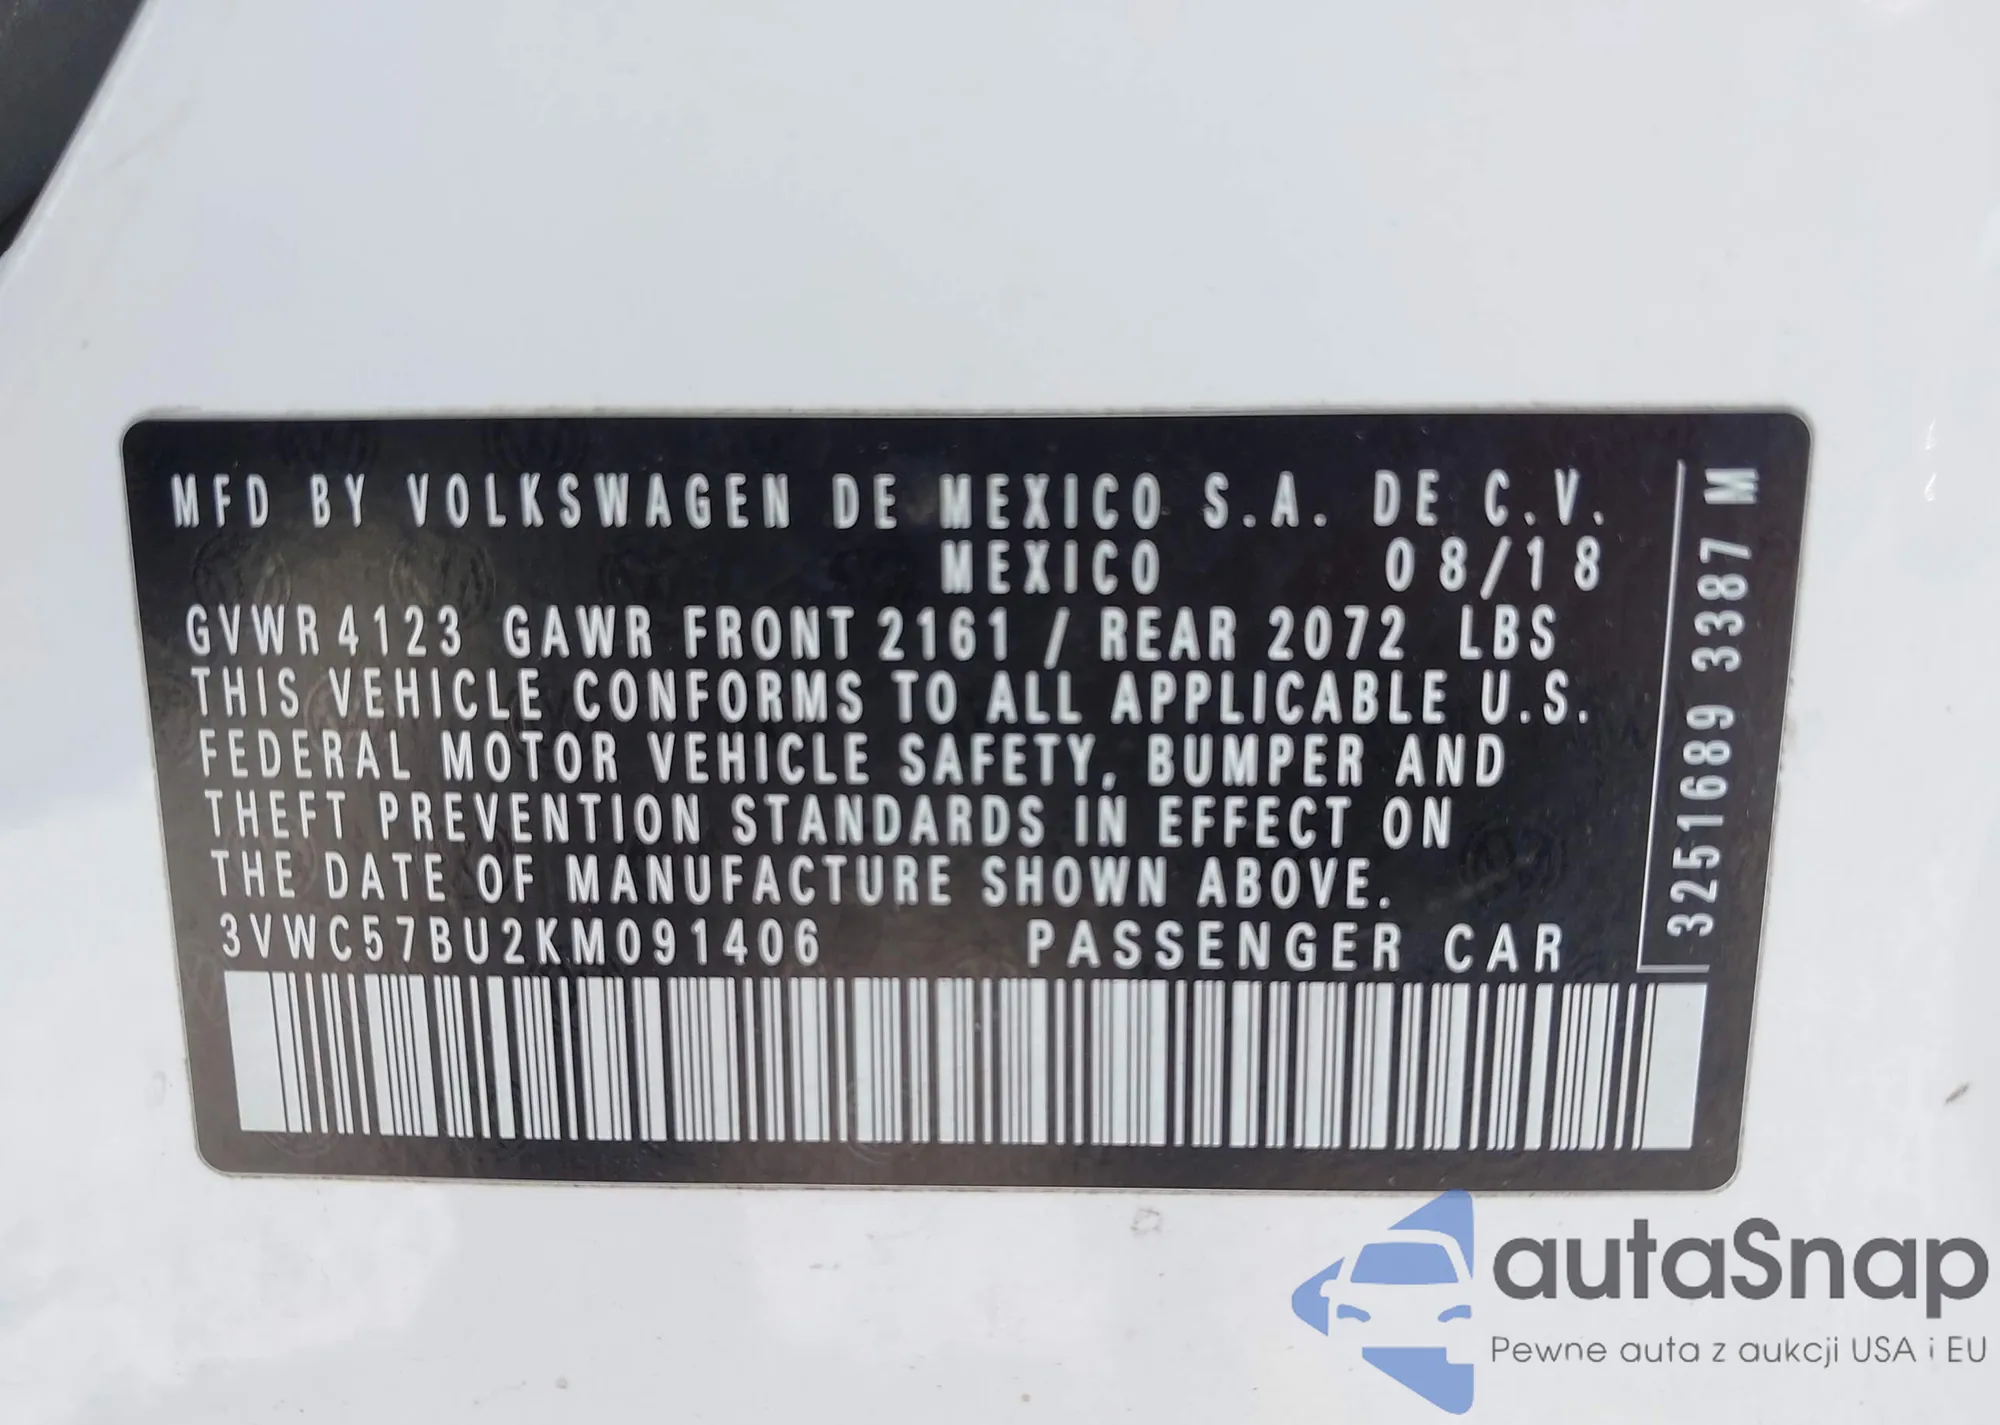 MFD BY VOLKSWAGEN DE MEXICO S.A. DE C.V.
MEXICO 08/18
GVWR 4123 GAWR FRONT 2161 / REAR 2072 LBS
THIS VEHICLE CONFORMS TO ALL APPLICABLE U.S.
FEDERAL MOTOR VEHICLE SAFETY, BUMPER AND
THEFT PREVENTION STANDARDS IN EFFECT ON
THE DATE OF MANUFACTURE SHOWN ABOVE.
3VWC57BU2KM091406 PASSENGER CAR
3251689 3387 M
autaSnap
Pewne auta z aukcji USA i EU